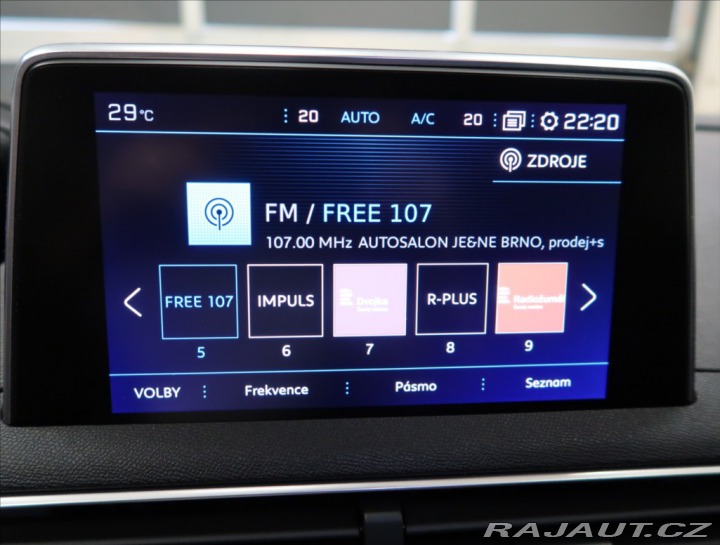 29°C
20
AUTO
A/C
20
22:20
ZDROJE
FM / FREE 107
107.00 MHz AUTOSALON JE&NE BRNO, prodej+s
FREE 107
IMPULS
Dvojka
R-PLUS
Radiožurnál
5
6
7
8
9
VOLBY
Frekvence
Pásmo
Seznam
RAJAUT.CZ